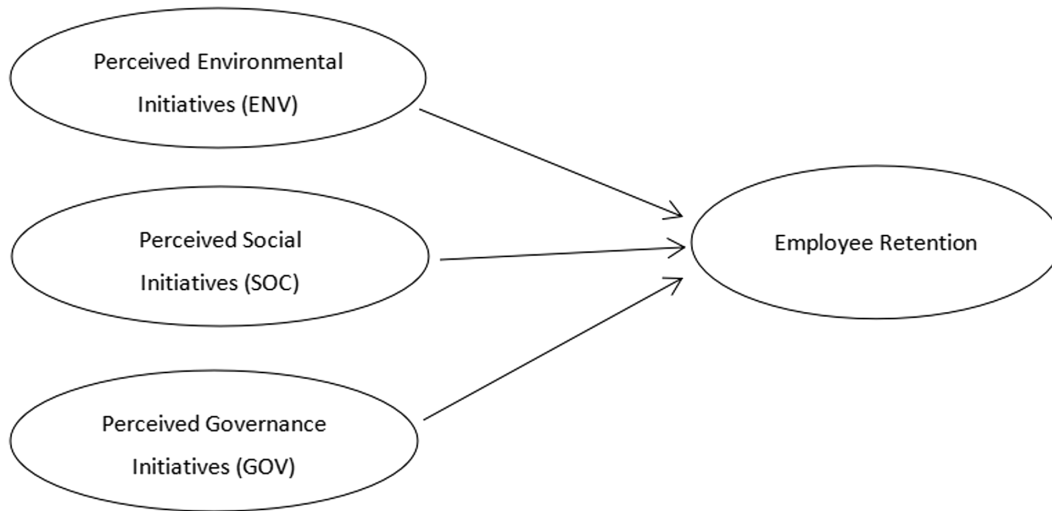 Perceived Environmental
Initiatives (ENV)
Perceived Social
Initiatives (SOC)
Employee Retention
Perceived Governance
Initiatives (GOV)